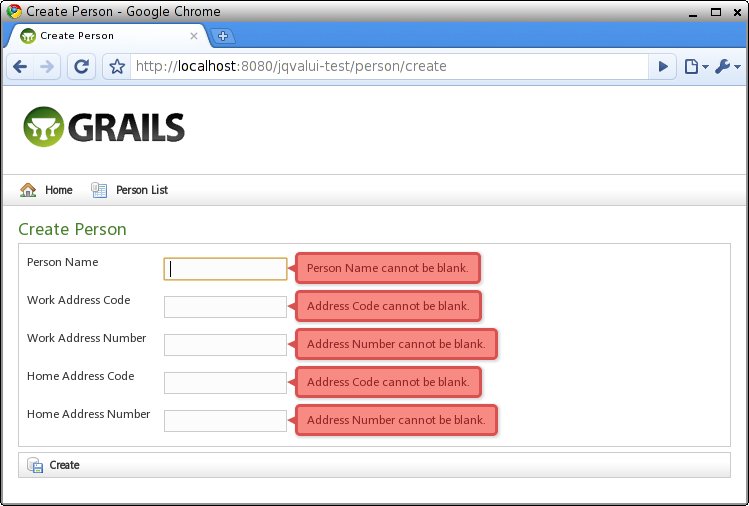 Create Person - Google Chrome
Create Person
http://localhost:8080/jqvalui-test/person/create
GRAILS
Home Person List
Create Person
Person Name Person Name cannot be blank.
Work Address Code Address Code cannot be blank.
Work Address Number Address Number cannot be blank.
Home Address Code Address Code cannot be blank.
Home Address Number Address Number cannot be blank.
Create